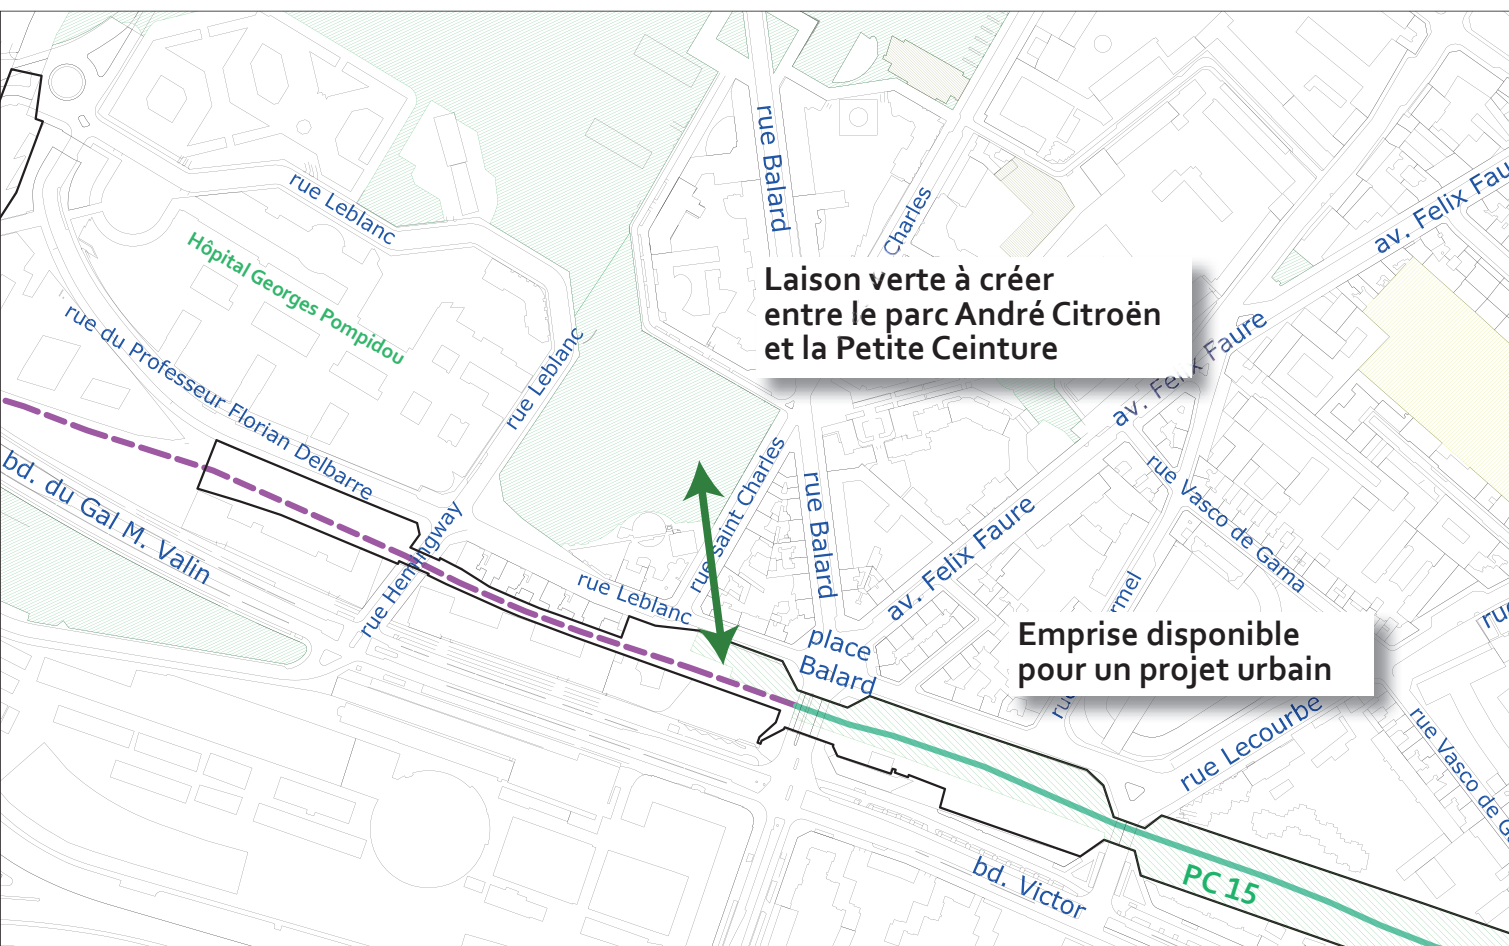 rue Balard
Charles
av. Felix Fau
rue Leblanc
Hôpital Georges Pompidou
Laison verte à créer
entre le parc André Citroën
et la Petite Ceinture
rue du Professeur Florian Delbarre
rue Leblanc
av. Felix Faure
bd. du Gal M. Valin
rue Hemingway
rue saint Charles
rue Balard
rue Vasco de Gama
av. Felix Faure
rue Leblanc
rmel
place
Balard
Emprise disponible
pour un projet urbain
rue
rue Lecourbe
rue Vasco de G
bd. Victor
PC 15